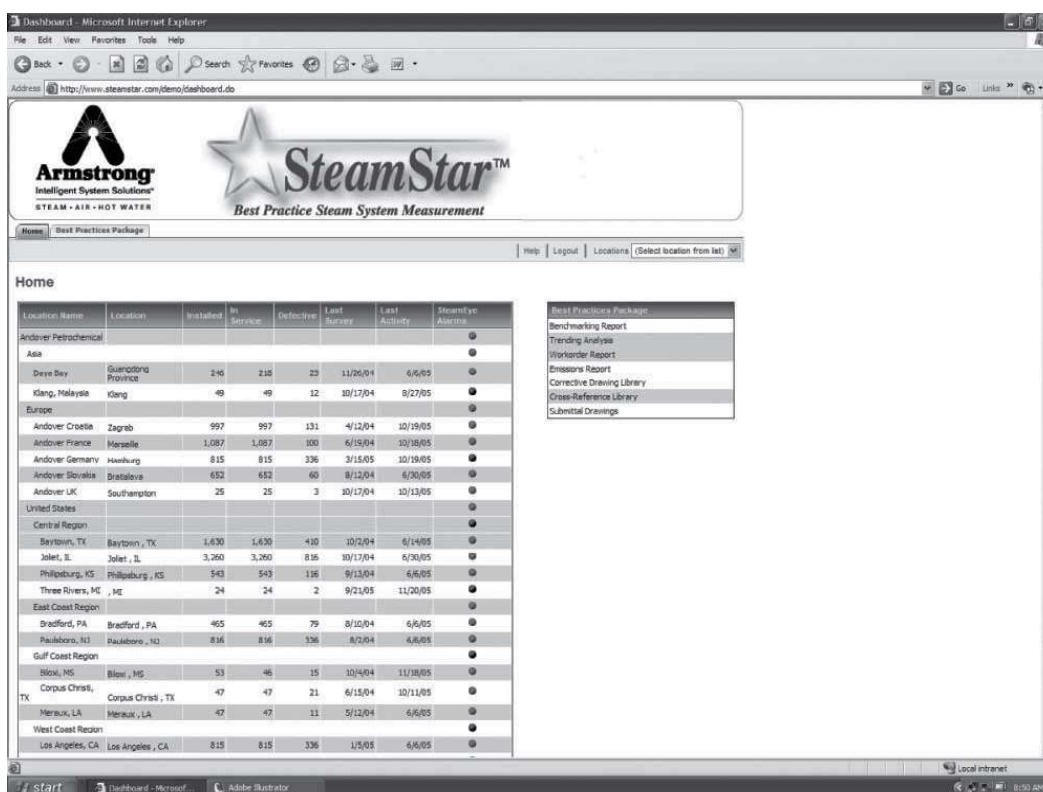 Dashboard - Microsoft Internet Explorer
File Edit View Favorites Tools Help
Back Search Favorites
Address http://www.steamstar.com/demo/dashboard.do Go Links »
Armstrong®
Intelligent System Solutions®
STEAM • AIR • HOT WATER
SteamStar™
Best Practice Steam System Measurement
Home Best Practices Package
Help Logout Locations (Select location from list)
Home
Location Name Location Installed In Service Defective Last Survey Last Activity SteamEye Alarms
Andover Petrochemical
Asia
Daya Bay Guangdong Province 246 218 23 11/26/04 6/6/05
Klang, Malaysia Klang 49 49 12 10/17/04 8/27/05
Europe
Andover Croatia Zagreb 997 997 131 4/12/04 10/19/05
Andover France Marseille 1,087 1,087 100 6/19/04 10/18/05
Andover Germany Hamburg 815 815 336 3/15/05 10/19/05
Andover Slovakia Bratislava 652 652 60 8/12/04 6/30/05
Andover UK Southampton 25 25 3 10/17/04 10/13/05
United States
Central Region
Baytown, TX Baytown , TX 1,630 1,630 410 10/2/04 6/14/05
Joliet, IL Joliet , IL 3,260 3,260 816 10/17/04 6/30/05
Philipsburg, KS Philipsburg , KS 543 543 116 9/13/04 6/6/05
Three Rivers, MI , MI 24 24 2 9/21/05 11/20/05
East Coast Region
Bradford, PA Bradford , PA 465 465 79 8/10/04 6/6/05
Paulsboro, NJ Paulsboro , NJ 816 816 336 8/2/04 6/6/05
Gulf Coast Region
Biloxi, MS Biloxi , MS 53 46 15 10/4/04 11/18/05
Corpus Christi, TX Corpus Christi , TX 47 47 21 6/15/04 10/11/05
Meraux, LA Meraux , LA 47 47 11 5/12/04 6/6/05
West Coast Region
Los Angeles, CA Los Angeles , CA 815 815 336 1/5/05 6/6/05
Best Practices Package
Benchmarking Report
Trending Analysis
Workorder Report
Emissions Report
Corrective Drawing Library
Cross-Reference Library
Submittal Drawings
Local intranet
start Dashboard - Microsof... Adobe Illustrator 8:50 AM